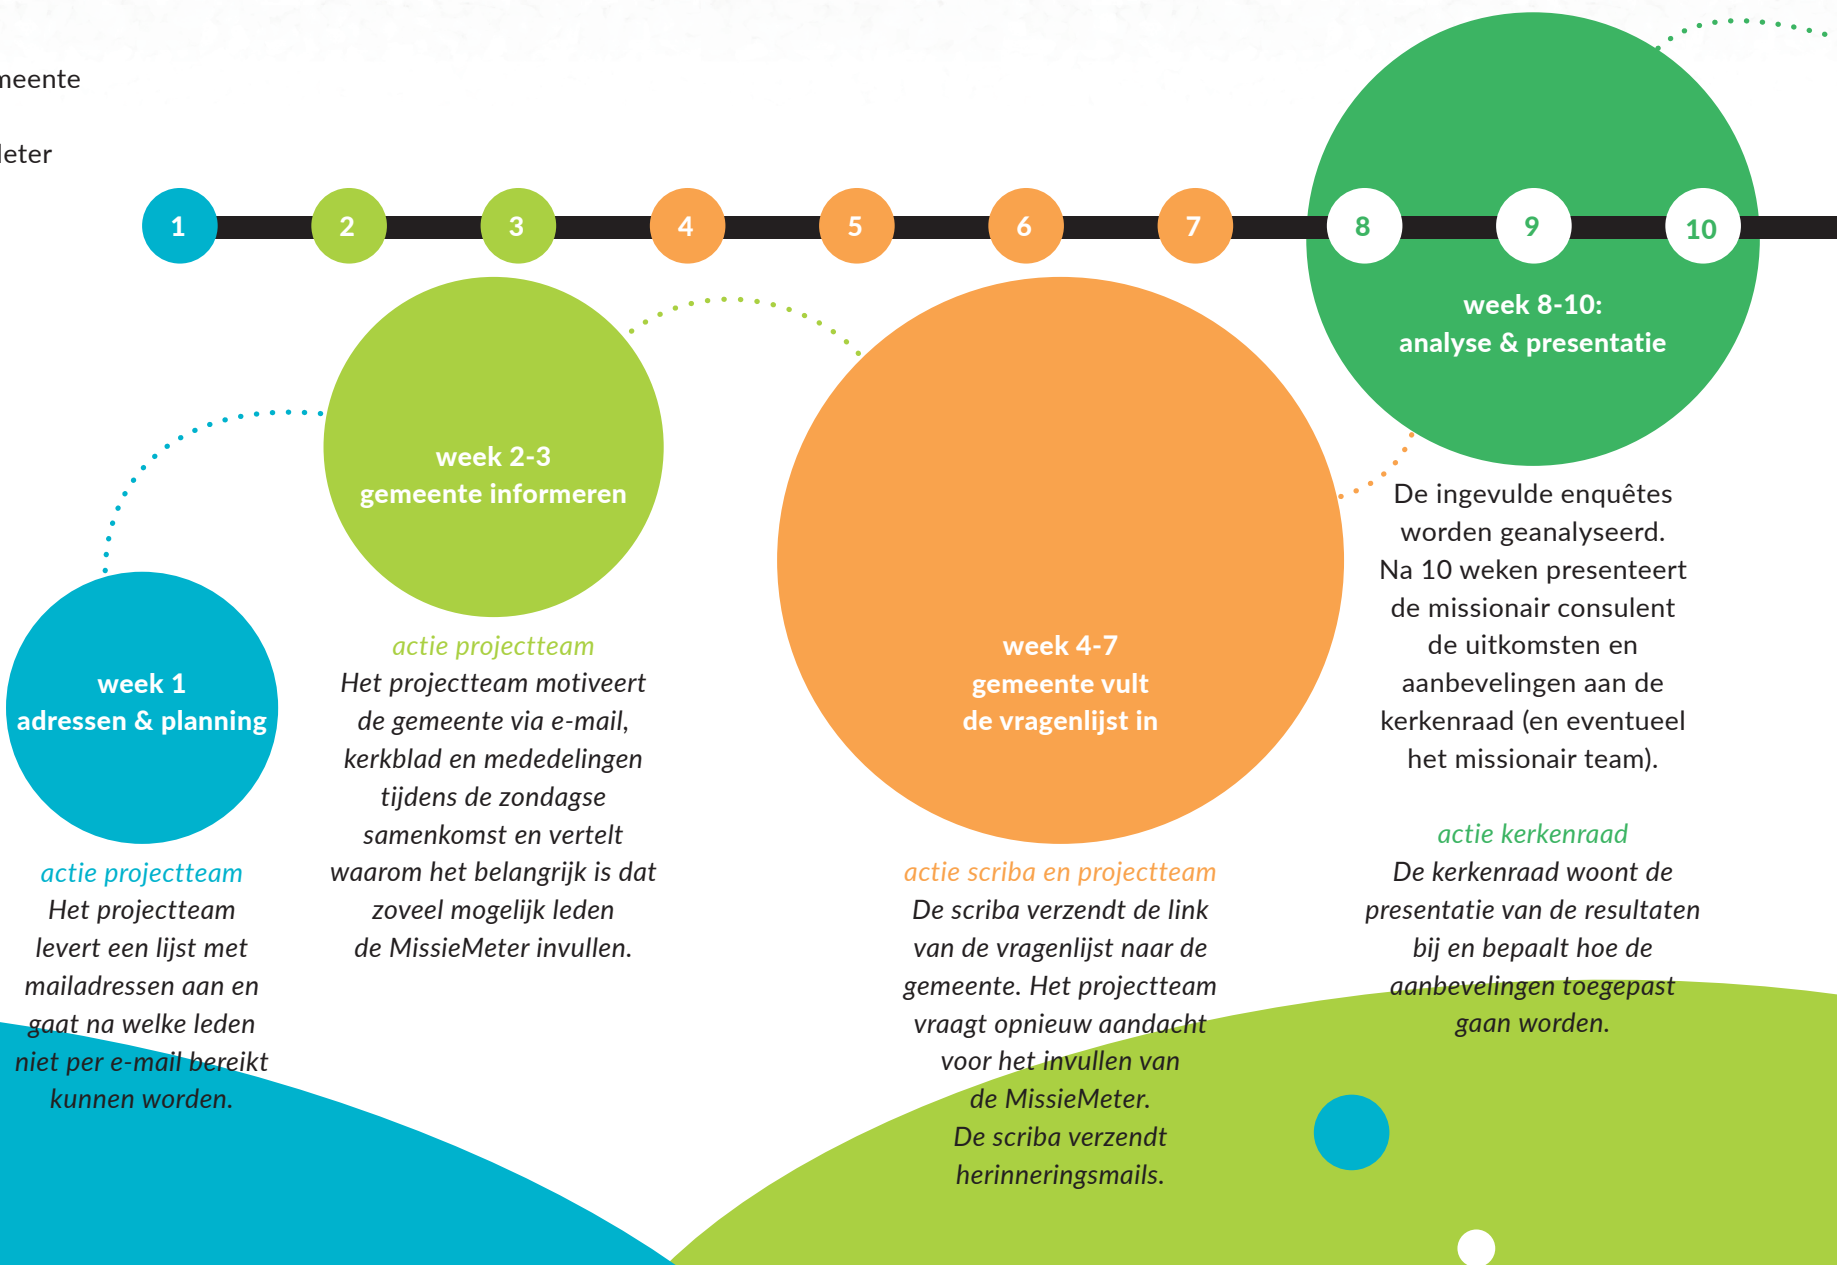 1
2
3
4
5
6
7
8
9
10
week 1
adressen & planning
actie projectteam
Het projectteam
levert een lijst met
mailadressen aan en
gaat na welke leden
niet per e-mail bereikt
kunnen worden.
week 2-3
gemeente informeren
actie projectteam
Het projectteam motiveert
de gemeente via e-mail,
kerkblad en mededelingen
tijdens de zondagse
samenkomst en vertelt
waarom het belangrijk is dat
zoveel mogelijk leden
de MissieMeter invullen.
week 4-7
gemeente vult
de vragenlijst in
actie scriba en projectteam
De scriba verzendt de link
van de vragenlijst naar de
gemeente. Het projectteam
vraagt opnieuw aandacht
voor het invullen van
de MissieMeter.
De scriba verzendt
herinneringsmails.
week 8-10:
analyse & presentatie
De ingevulde enquêtes
worden geanalyseerd.
Na 10 weken presenteert
de missionair consulent
de uitkomsten en
aanbevelingen aan de
kerkenraad (en eventueel
het missionair team).
actie kerkenraad
De kerkenraad woont de
presentatie van de resultaten
bij en bepaalt hoe de
aanbevelingen toegepast
gaan worden.